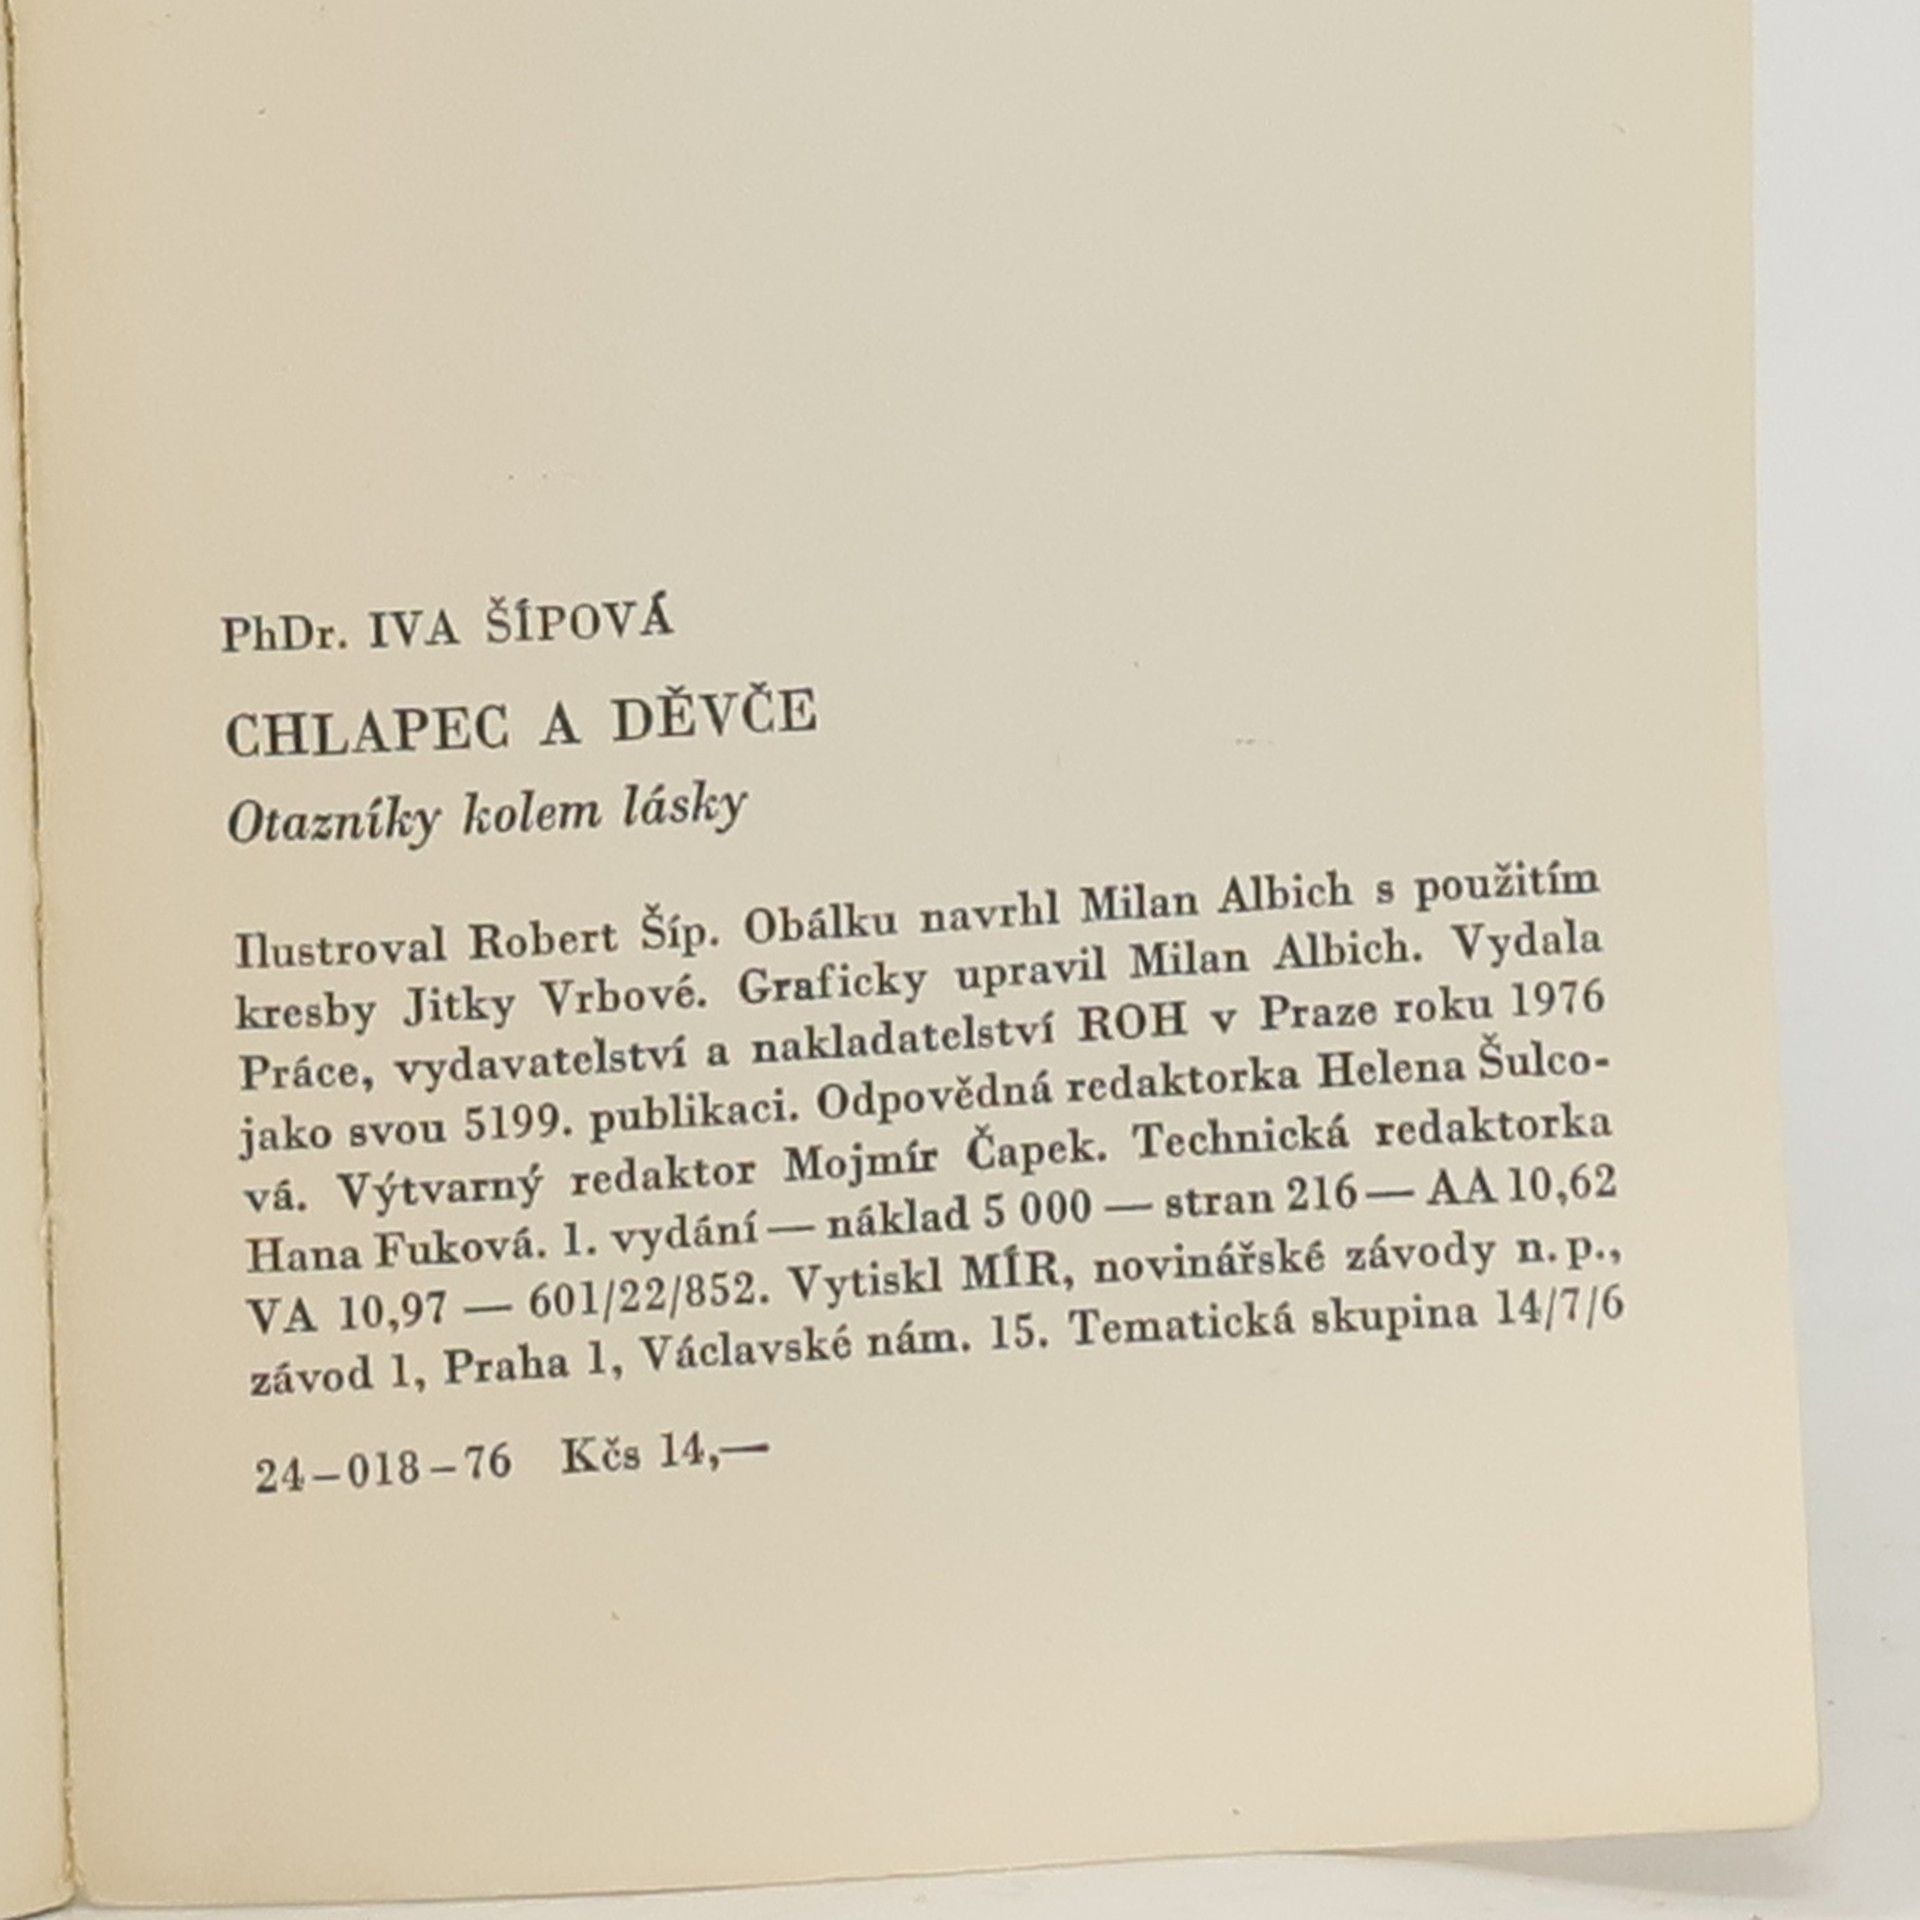 PhDr. IVA ŠÍPOVÁ
CHLAPEC A DĚVČE
Otazníky kolem lásky
Ilustroval Robert Šíp. Obálku navrhl Milan Albich s použitím
kresby Jitky Vrbové. Graficky upravil Milan Albich. Vydala
Práce, vydavatelství a nakladatelství ROH v Praze roku 1976
jako svou 5199. publikaci. Odpovědná redaktorka Helena Šulco-
vá. Výtvarný redaktor Mojmír Čapek. Technická redaktorka
Hana Fuková. 1. vydání — náklad 5 000 — stran 216 — AA 10,62
VA 10,97 — 601/22/852. Vytiskl MÍR, novinářské závody n. p.,
závod 1, Praha 1, Václavské nám. 15. Tematická skupina 14/7/6
24–018–76 Kčs 14,—